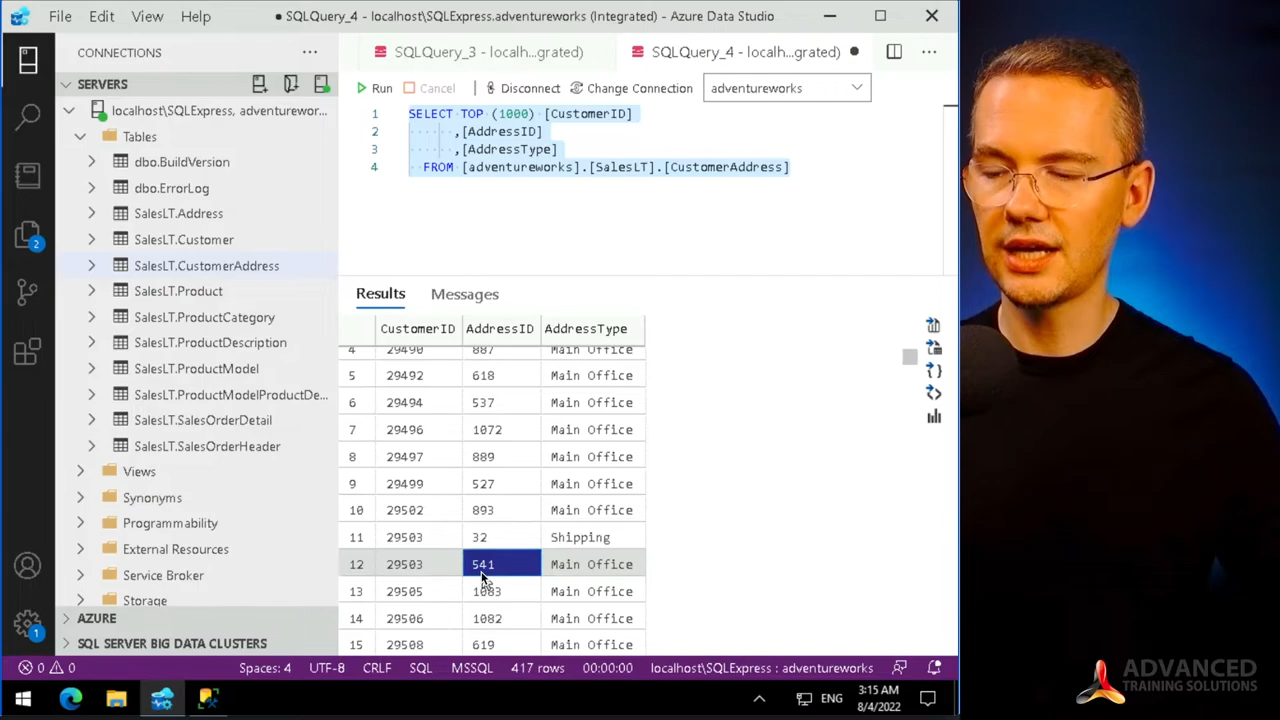 File Edit View Help
● SQLQuery_4 - localhost\SQLExpress.adventureworks (Integrated) - Azure Data Studio
CONNECTIONS
SERVERS
localhost\SQLExpress, adventurewor...
Tables
dbo.BuildVersion
dbo.ErrorLog
SalesLT.Address
SalesLT.Customer
SalesLT.CustomerAddress
SalesLT.Product
SalesLT.ProductCategory
SalesLT.ProductDescription
SalesLT.ProductModel
SalesLT.ProductModelProductDe...
SalesLT.SalesOrderDetail
SalesLT.SalesOrderHeader
Views
Synonyms
Programmability
External Resources
Service Broker
Storage
AZURE
SQL SERVER BIG DATA CLUSTERS
2
1
SQLQuery_3 - localh...grated)
SQLQuery_4 - localh...grated) ●
Run Cancel Disconnect Change Connection adventureworks
1 SELECT TOP (1000) [CustomerID]
2 ,[AddressID]
3 ,[AddressType]
4 FROM [adventureworks].[SalesLT].[CustomerAddress]
Results Messages
CustomerID AddressID AddressType
4 29490 887 Main Office
5 29492 618 Main Office
6 29494 537 Main Office
7 29496 1072 Main Office
8 29497 889 Main Office
9 29499 527 Main Office
10 29502 893 Main Office
11 29503 32 Shipping
12 29503 541 Main Office
13 29505 1083 Main Office
14 29506 1082 Main Office
15 29508 619 Main Office
0 0 Spaces: 4 UTF-8 CRLF SQL MSSQL 417 rows 00:00:00 localhost\SQLExpress : adventureworks
ENG
3:15 AM
8/4/2022
ADVANCED
TRAINING SOLUTIONS